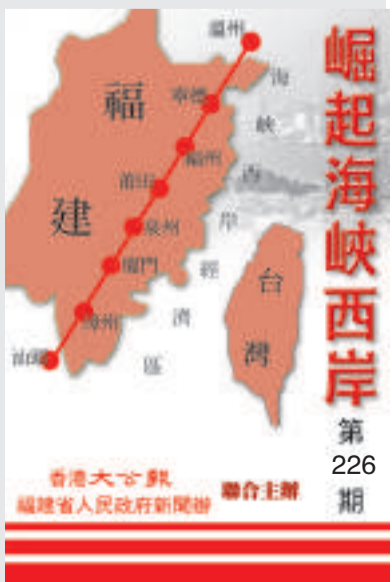 崛起海峽西岸
第
226
期
溫州
寧德
福州
莆田
泉州
廈門
漳州
汕頭
福建
海峽西岸經濟區
台灣
香港大公報
福建省人民政府新聞辦
聯合主辦